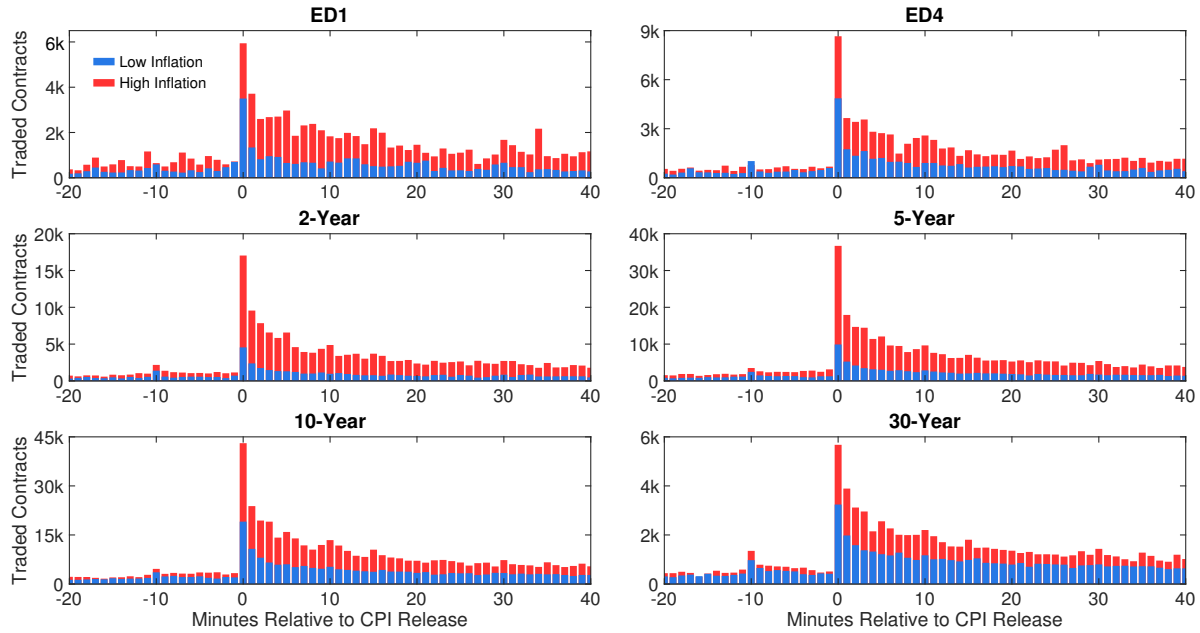 ED1
ED4
Traded Contracts
6k
4k
2k
0
Low Inflation
High Inflation
-20 -10 0 10 20 30 40
9k
6k
3k
0
-20 -10 0 10 20 30 40
2-Year
5-Year
Traded Contracts
20k
15k
10k
5k
0
-20 -10 0 10 20 30 40
40k
30k
20k
10k
0
-20 -10 0 10 20 30 40
10-Year
30-Year
Traded Contracts
45k
30k
15k
0
-20 -10 0 10 20 30 40
Minutes Relative to CPI Release
6k
4k
2k
0
-20 -10 0 10 20 30 40
Minutes Relative to CPI Release